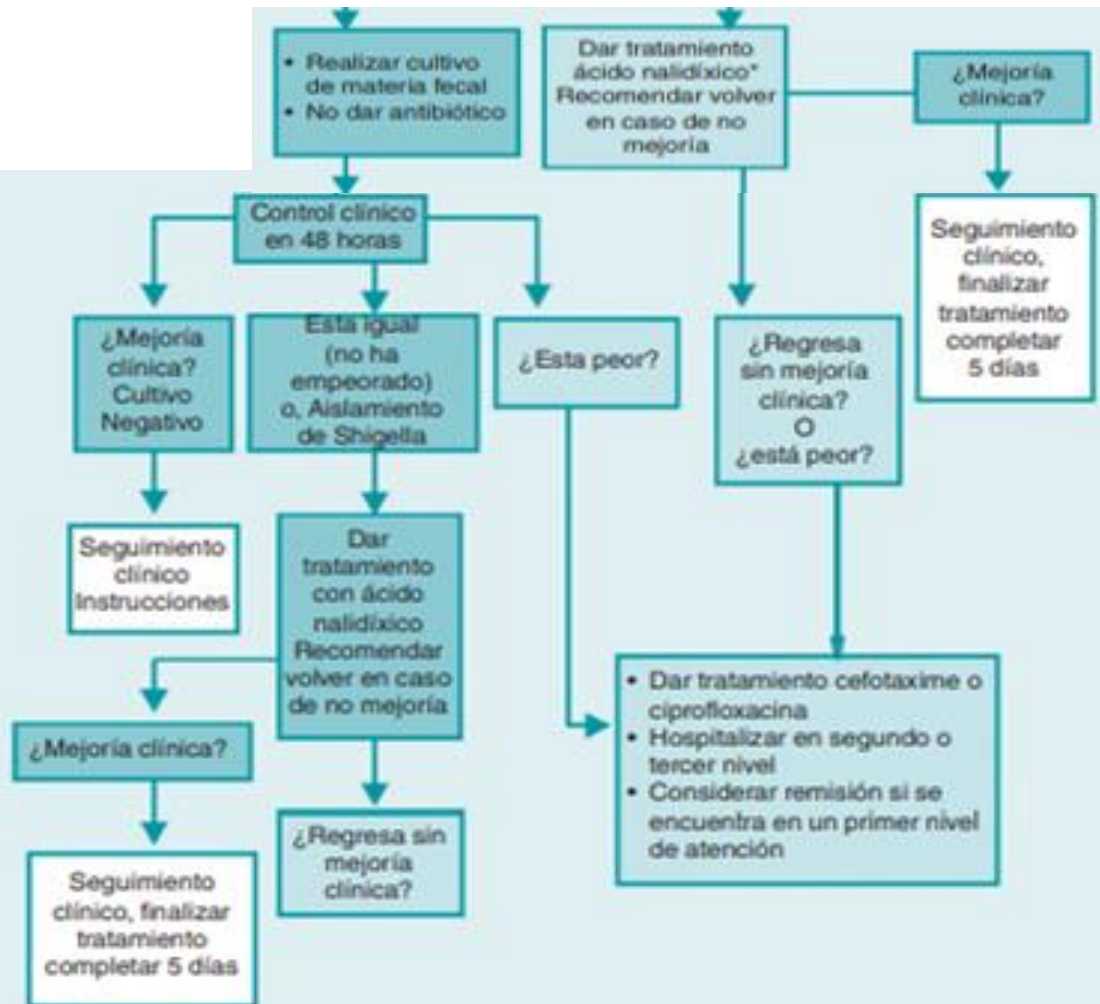 • Realizar cultivo
de materia fecal
• No dar antibiótico
Dar tratamiento
ácido nalidíxico*
Recomendar volver
en caso de no
mejoría
¿Mejoría
clínica?
Control clínico
en 48 horas
Seguimiento
clínico,
finalizar
tratamiento
completar
5 días
¿Mejoría
clínica?
Cultivo
Negativo
Esta igual
(no ha
empeorado)
o, Aislamiento
de Shigella
¿Esta peor?
¿Regresa
sin mejoría
clínica?
O
¿está peor?
Seguimiento
clínico
Instrucciones
Dar
tratamiento
con ácido
nalidíxico
Recomendar
volver en caso
de no mejoría
• Dar tratamiento cefotaxime o
ciprofloxacina
• Hospitalizar en segundo o
tercer nivel
• Considerar remisión si se
encuentra en un primer nivel
de atención
¿Mejoría clínica?
¿Regresa sin
mejoría
clínica?
Seguimiento
clínico, finalizar
tratamiento
completar 5 días